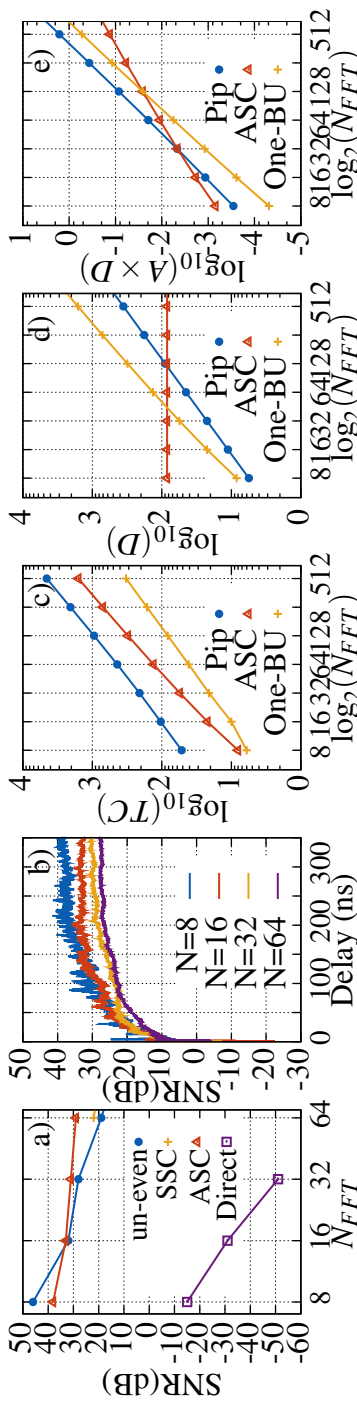 a)
SNR(dB)
50
40
30
20
10
0
-10
-20
-30
-40
-50
-60
un-even
SSC
ASC
Direct
8 16 32 64
N_FFT
b)
SNR(dB)
50
40
30
20
10
0
-10
-20
-30
N=8
N=16
N=32
N=64
0 100 200 300
Delay (ns)
c)
log10(TC)
4
3
2
1
0
Pip
ASC
One-BU
8 16 32 64 128 512
log2(N_FFT)
d)
log10(D)
4
3
2
1
0
Pip
ASC
One-BU
8 16 32 64 128 512
log2(N_FFT)
e)
log10(A × D)
1
0
-1
-2
-3
-4
-5
Pip
ASC
One-BU
8 16 32 64 128 512
log2(N_FFT)